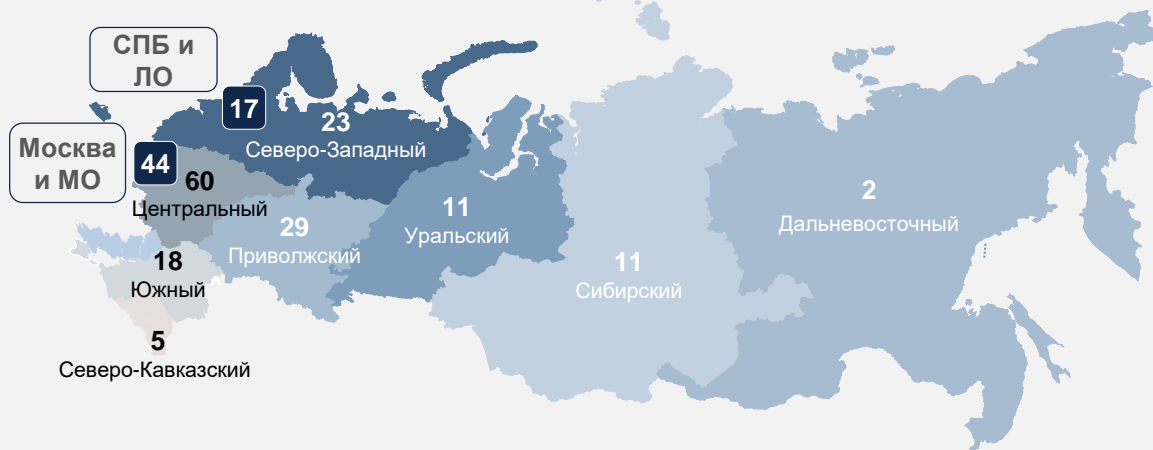 СПБ и
ЛО
17
23
Северо-Западный
Москва
и МО
44
60
Центральный
29
Приволжский
11
Уральский
2
Дальневосточный
18
Южный
11
Сибирский
5
Северо-Кавказский